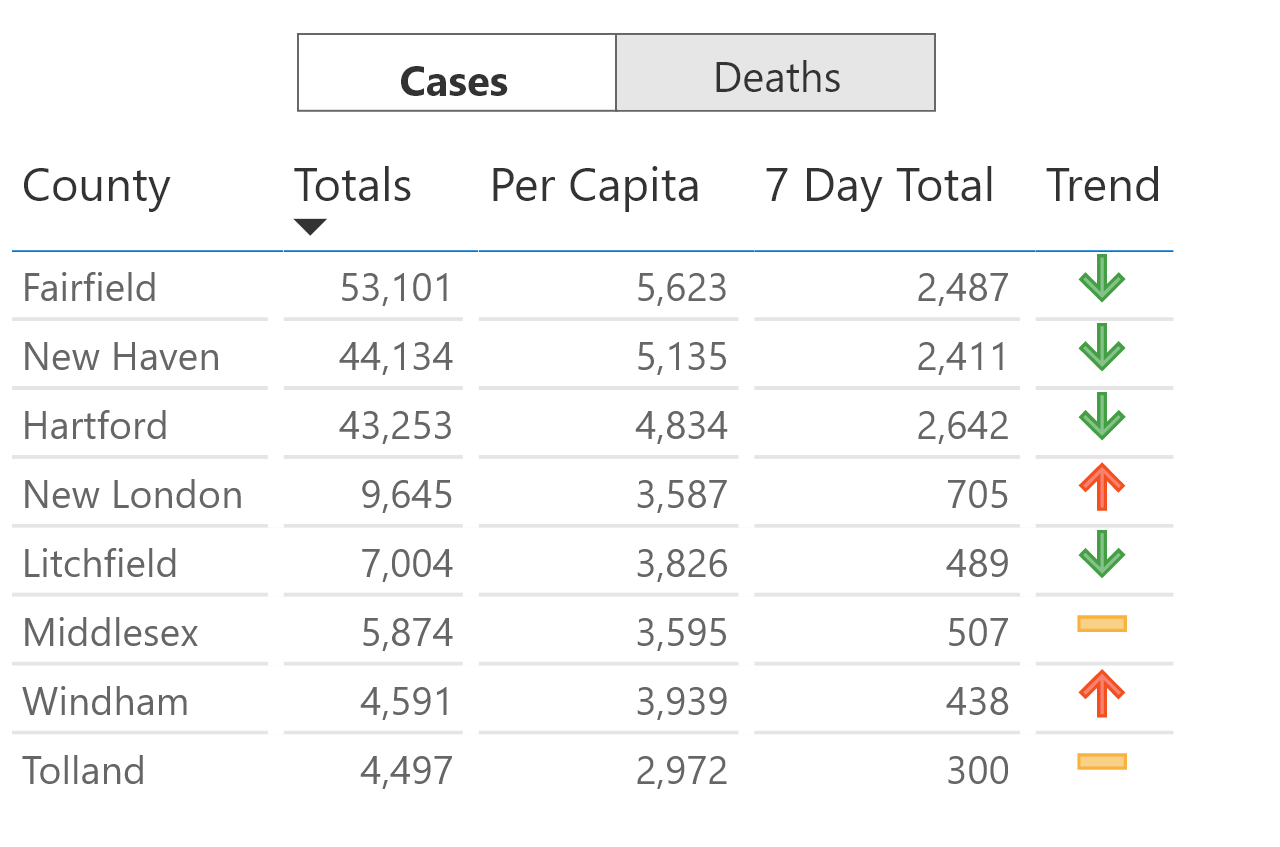 Cases Deaths
County Totals Per Capita 7 Day Total Trend
Fairfield 53,101 5,623 2,487
New Haven 44,134 5,135 2,411
Hartford 43,253 4,834 2,642
New London 9,645 3,587 705
Litchfield 7,004 3,826 489
Middlesex 5,874 3,595 507
Windham 4,591 3,939 438
Tolland 4,497 2,972 300